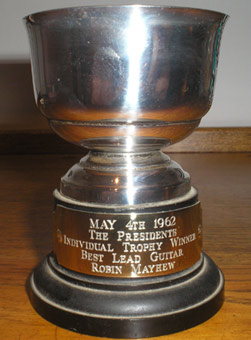 MAY 4TH 1962
THE PRESIDENTS
INDIVIDUAL TROPHY WINNER
BEST LEAD GUITAR
ROBIN MAYHEW